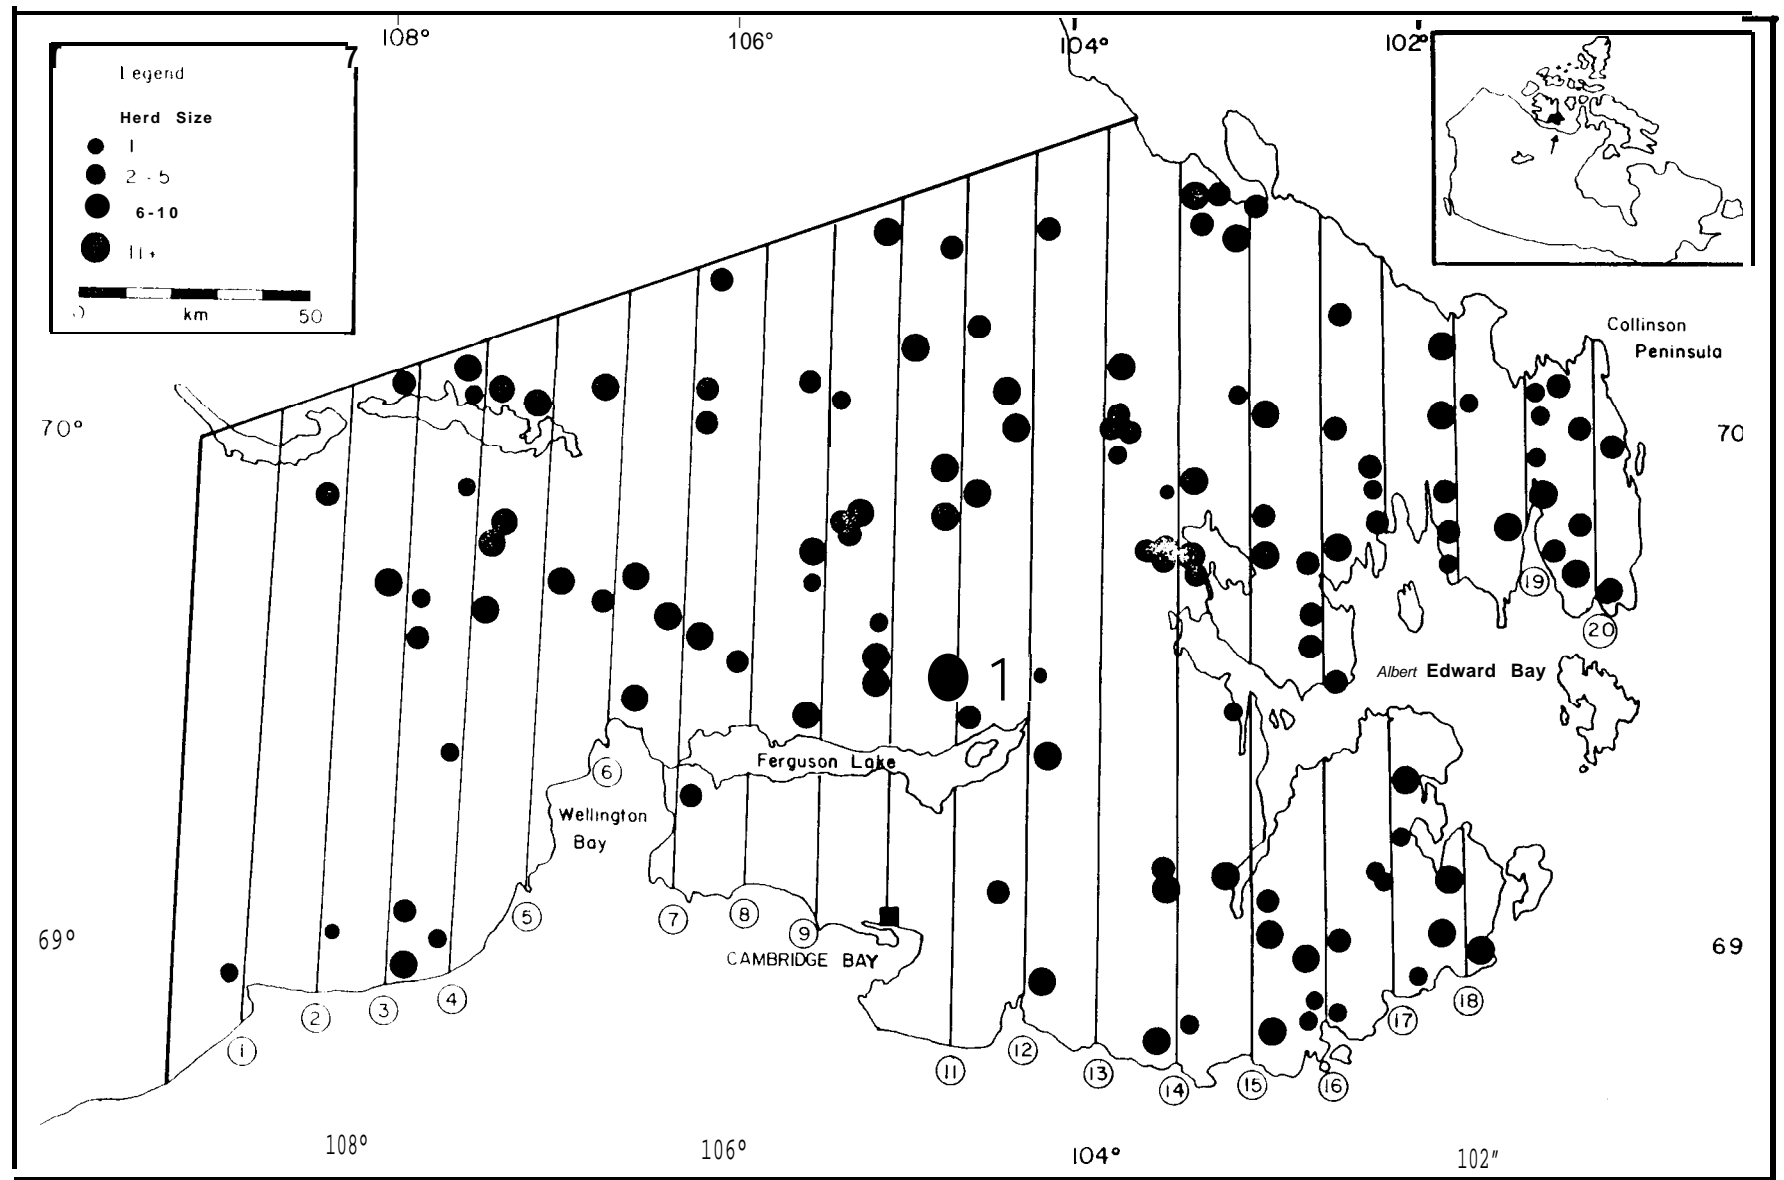 108° 106° 104° 102°
Legend
Herd Size
1
2 - 5
6-10
11+
0 km 50
Collinson
Peninsula
70° 70
1
Albert Edward Bay
Ferguson Lake
Wellington
Bay
CAMBRIDGE BAY
69° 69
1 2 3 4 5 6 7 8 9 11 12 13 14 15 16 17 18 19 20
108° 106° 104° 102"